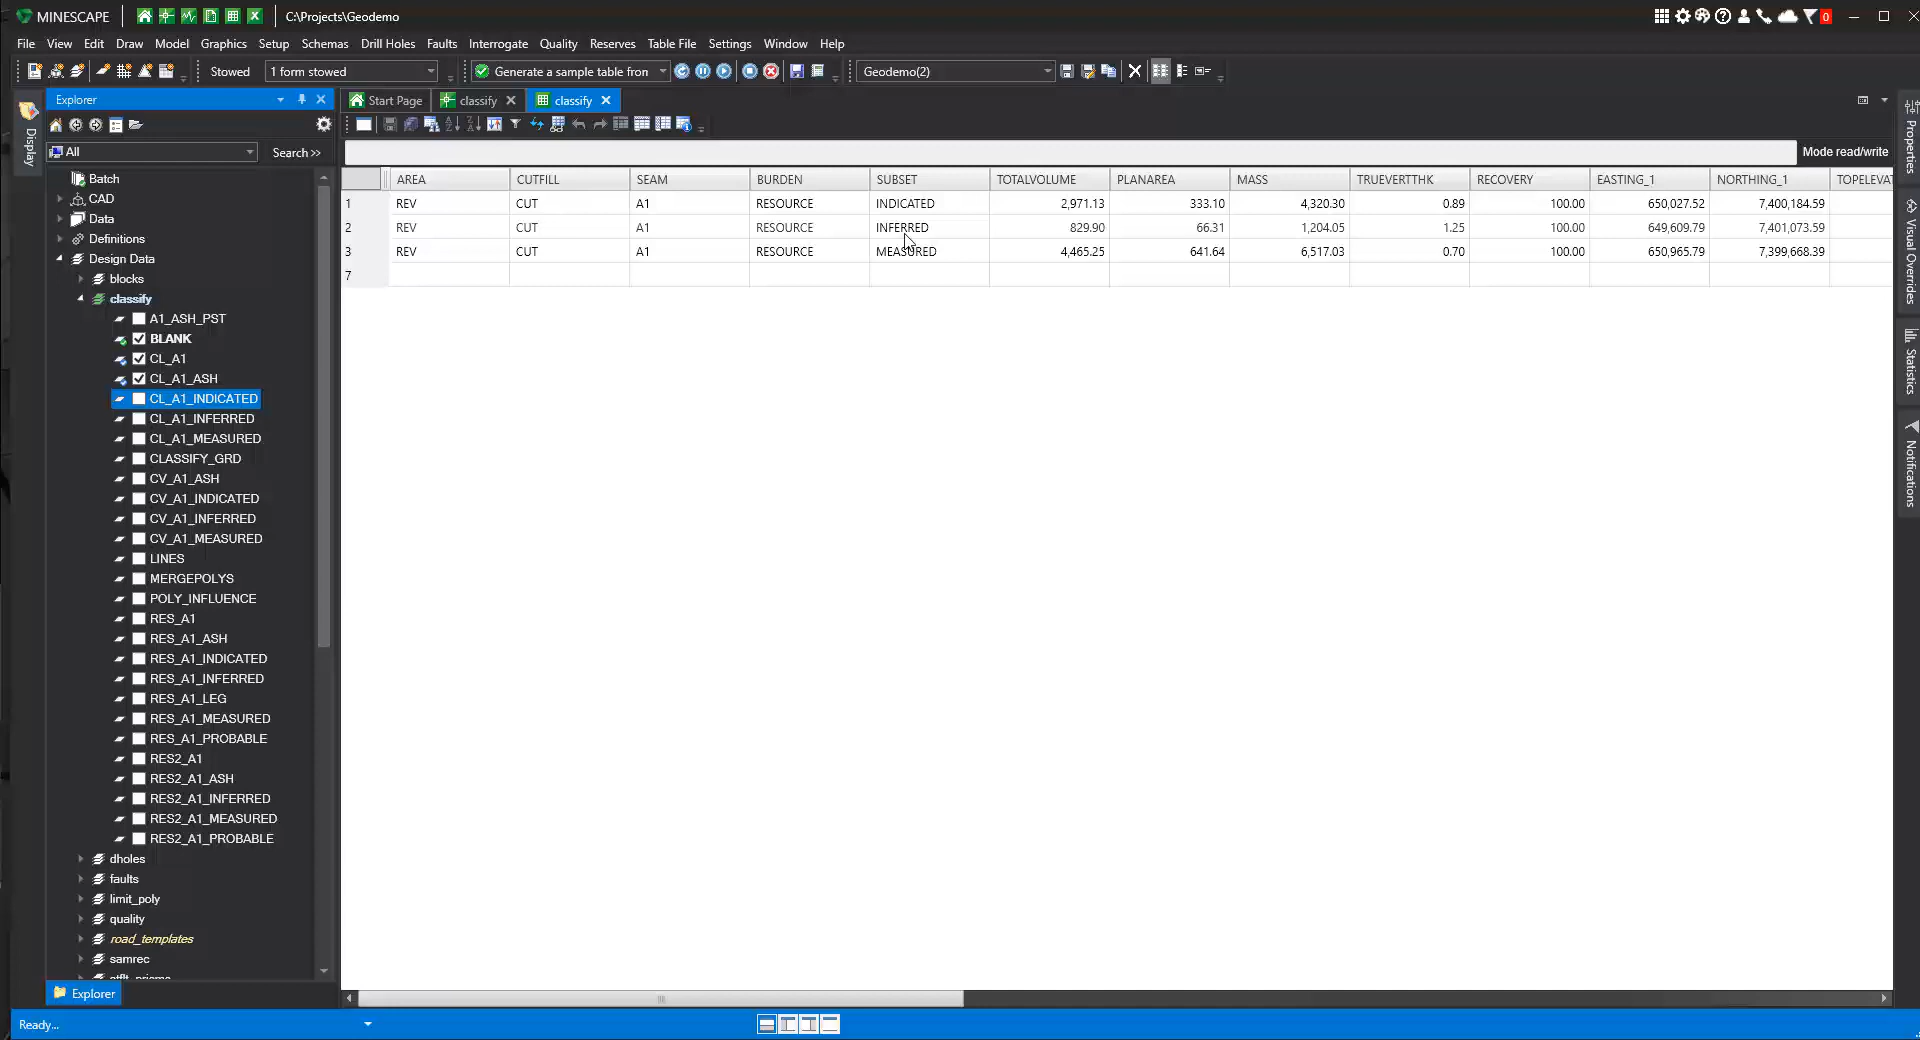 MINESCAPE C:\Projects\Geodemo 0
File View Edit Draw Model Graphics Setup Schemas Drill Holes Faults Interrogate Quality Reserves Table File Settings Window Help
Stowed 1 form stowed Generate a sample table fron Geodemo(2)
Explorer Start Page classify classify
Display
All Search >> Mode read/write
AREA CUTFILL SEAM BURDEN SUBSET TOTALVOLUME PLANAREA MASS TRUEVERTTHK RECOVERY EASTING_1 NORTHING_1 TOPELEVAT
1 REV CUT A1 RESOURCE INDICATED 2,971.13 333.10 4,320.30 0.89 100.00 650,027.52 7,400,184.59
2 REV CUT A1 RESOURCE INFERRED 829.90 66.31 1,204.05 1.25 100.00 649,609.79 7,401,073.59
3 REV CUT A1 RESOURCE MEASURED 4,465.25 641.64 6,517.03 0.70 100.00 650,965.79 7,399,668.39
7
Batch
CAD
Data
Definitions
Design Data
blocks
classify
A1_ASH_PST
BLANK
CL_A1
CL_A1_ASH
CL_A1_INDICATED
CL_A1_INFERRED
CL_A1_MEASURED
CLASSIFY_GRD
CV_A1_ASH
CV_A1_INDICATED
CV_A1_INFERRED
CV_A1_MEASURED
LINES
MERGEPOLYS
POLY_INFLUENCE
RES_A1
RES_A1_ASH
RES_A1_INDICATED
RES_A1_INFERRED
RES_A1_LEG
RES_A1_MEASURED
RES_A1_PROBABLE
RES2_A1
RES2_A1_ASH
RES2_A1_INFERRED
RES2_A1_MEASURED
RES2_A1_PROBABLE
dholes
faults
limit_poly
quality
road_templates
samrec
Explorer
Properties
Visual Overrides
Statistics
Notifications
Ready...